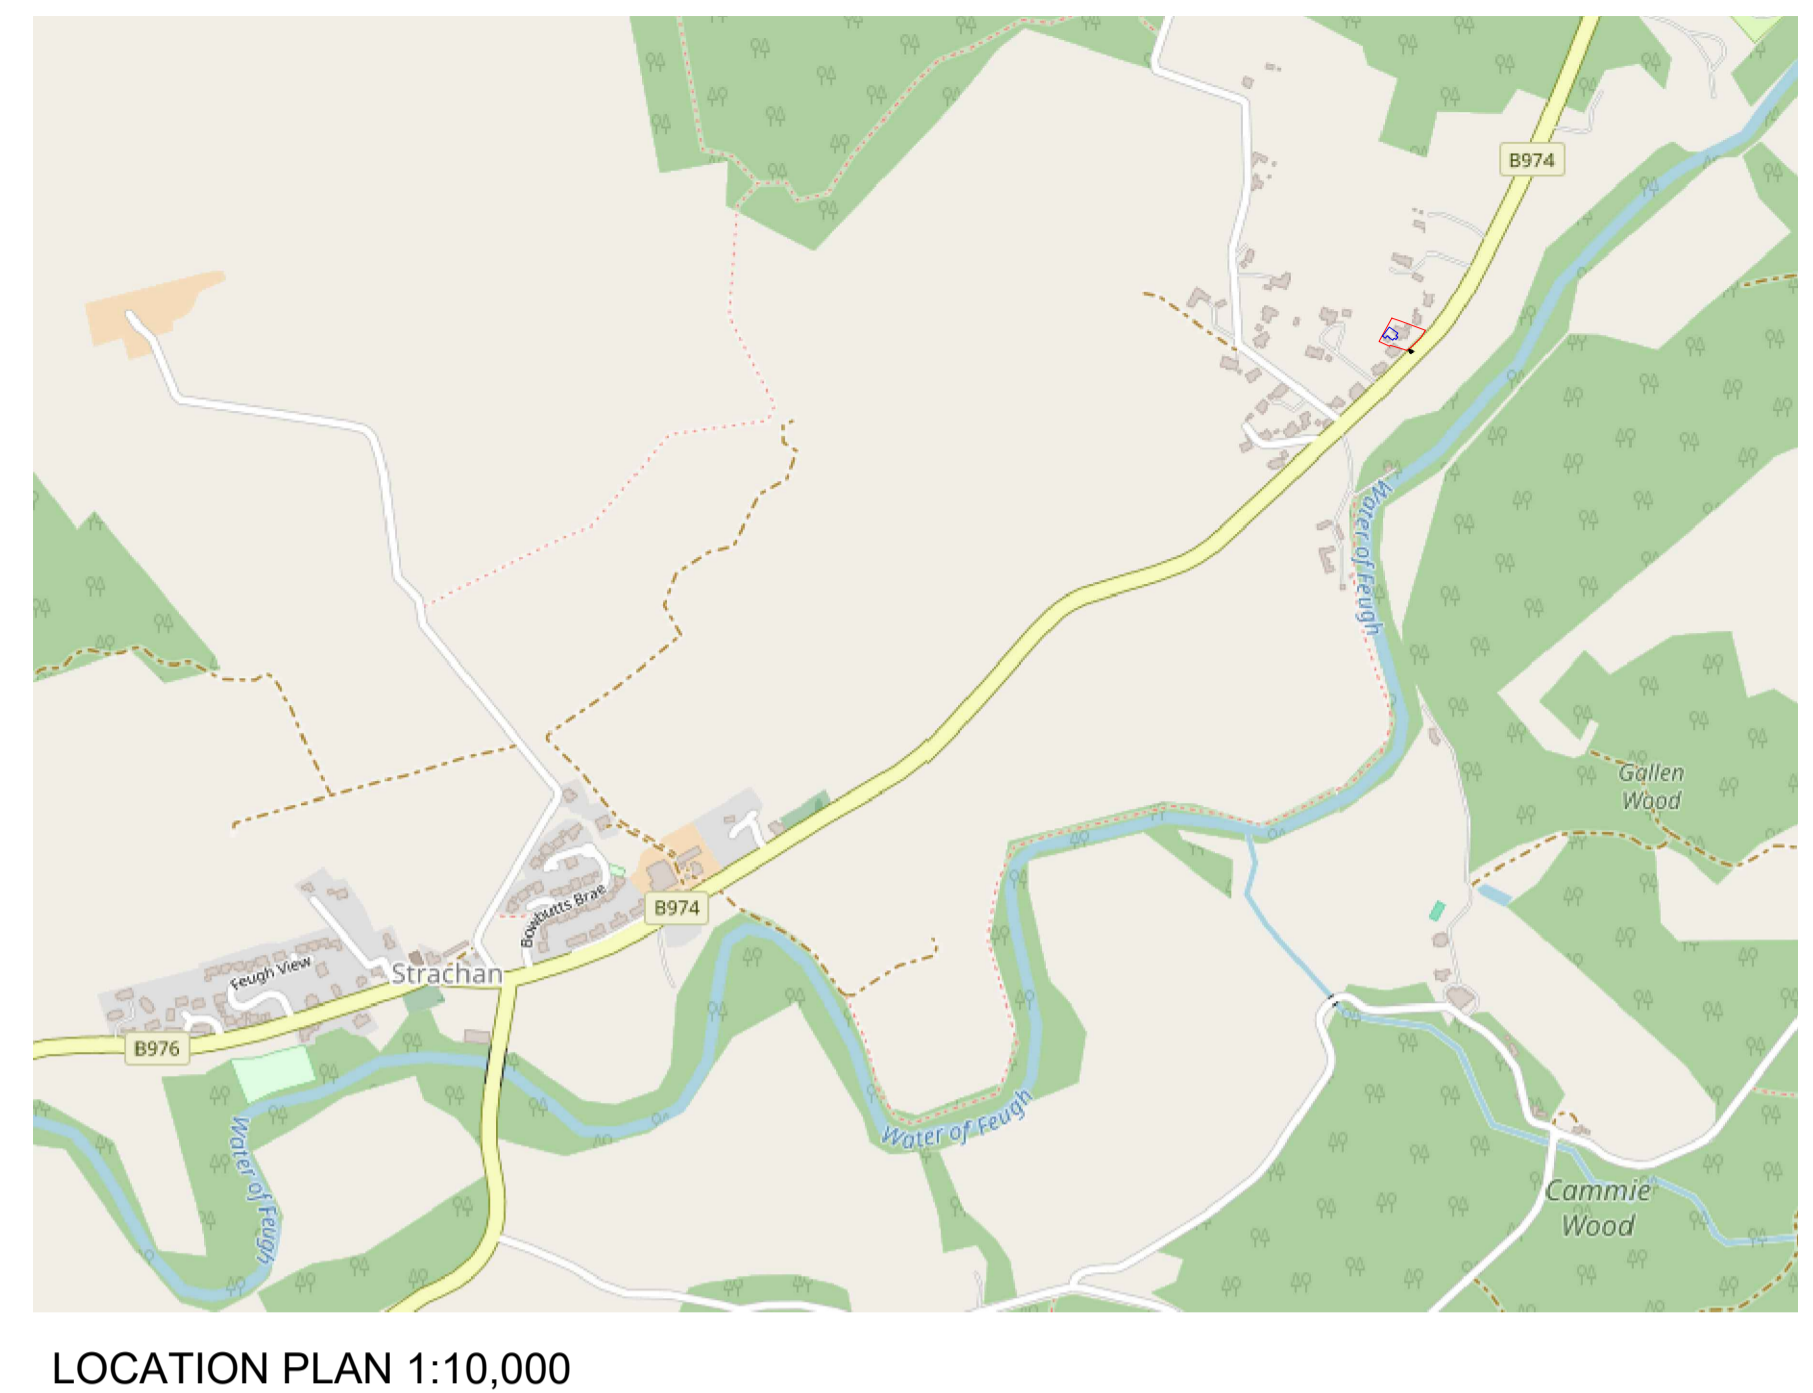 B974
Water of Feugh
Gallen
Wood
Bowbutts Brae
B974
Feugh View
Strachan
B976
Water of Feugh
Water of Feugh
Cammie
Wood
LOCATION PLAN 1:10,000